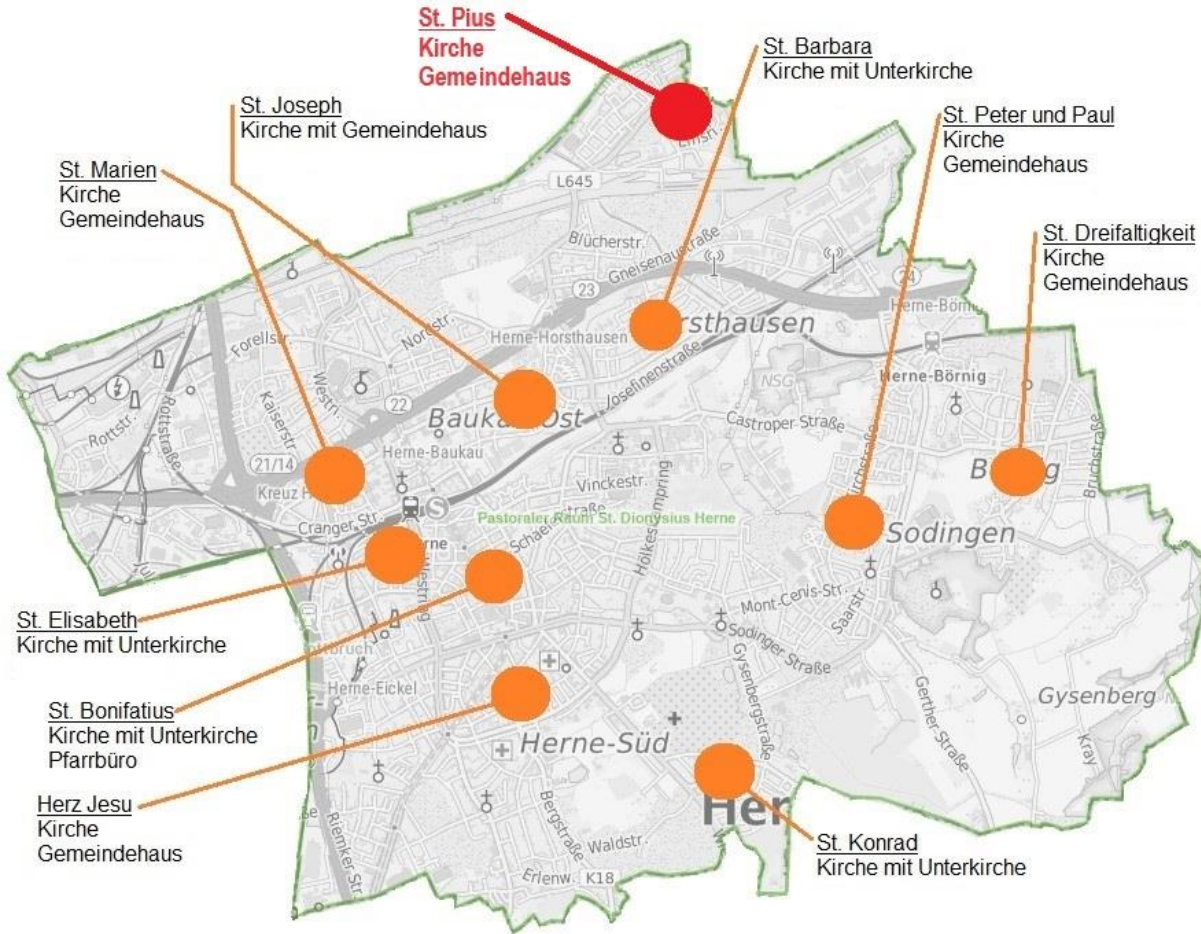 St. Pius
Kirche
Gemeindehaus
St. Barbara
Kirche mit Unterkirche
St. Joseph
Kirche mit Gemeindehaus
St. Peter und Paul
Kirche
Gemeindehaus
St. Marien
Kirche
Gemeindehaus
St. Dreifaltigkeit
Kirche
Gemeindehaus
L645
Blücherstr.
Gneisenaustraße
24
23
Herne-Horsthausen
rsthausen
Nordstr.
Forellstr.
Westr.
Josefinenstraße
NSG
Herne-Börnig
22
Kaiserstr.
Rottstr.
Rottstraße
Castroper Straße
Herne-Baukau
21/14
Vinckestr.
Bruchstraße
Cranger Str.
S
Pastoraler Raum St. Dionysius Herne
Sodingen
rne
Westring
Mont-Cenis-Str.
Saarstr.
Sodinger Straße
St. Elisabeth
Kirche mit Unterkirche
Herne-Eickel
Gysenbergstraße
Gerther-Straße
Gysenberg
Kray
St. Bonifatius
Kirche mit Unterkirche
Pfarrbüro
Herne-Süd
Herz Jesu
Kirche
Gemeindehaus
Her
Riemker Str.
Bergstraße
Waldstr.
Erlenw.
K18
St. Konrad
Kirche mit Unterkirche